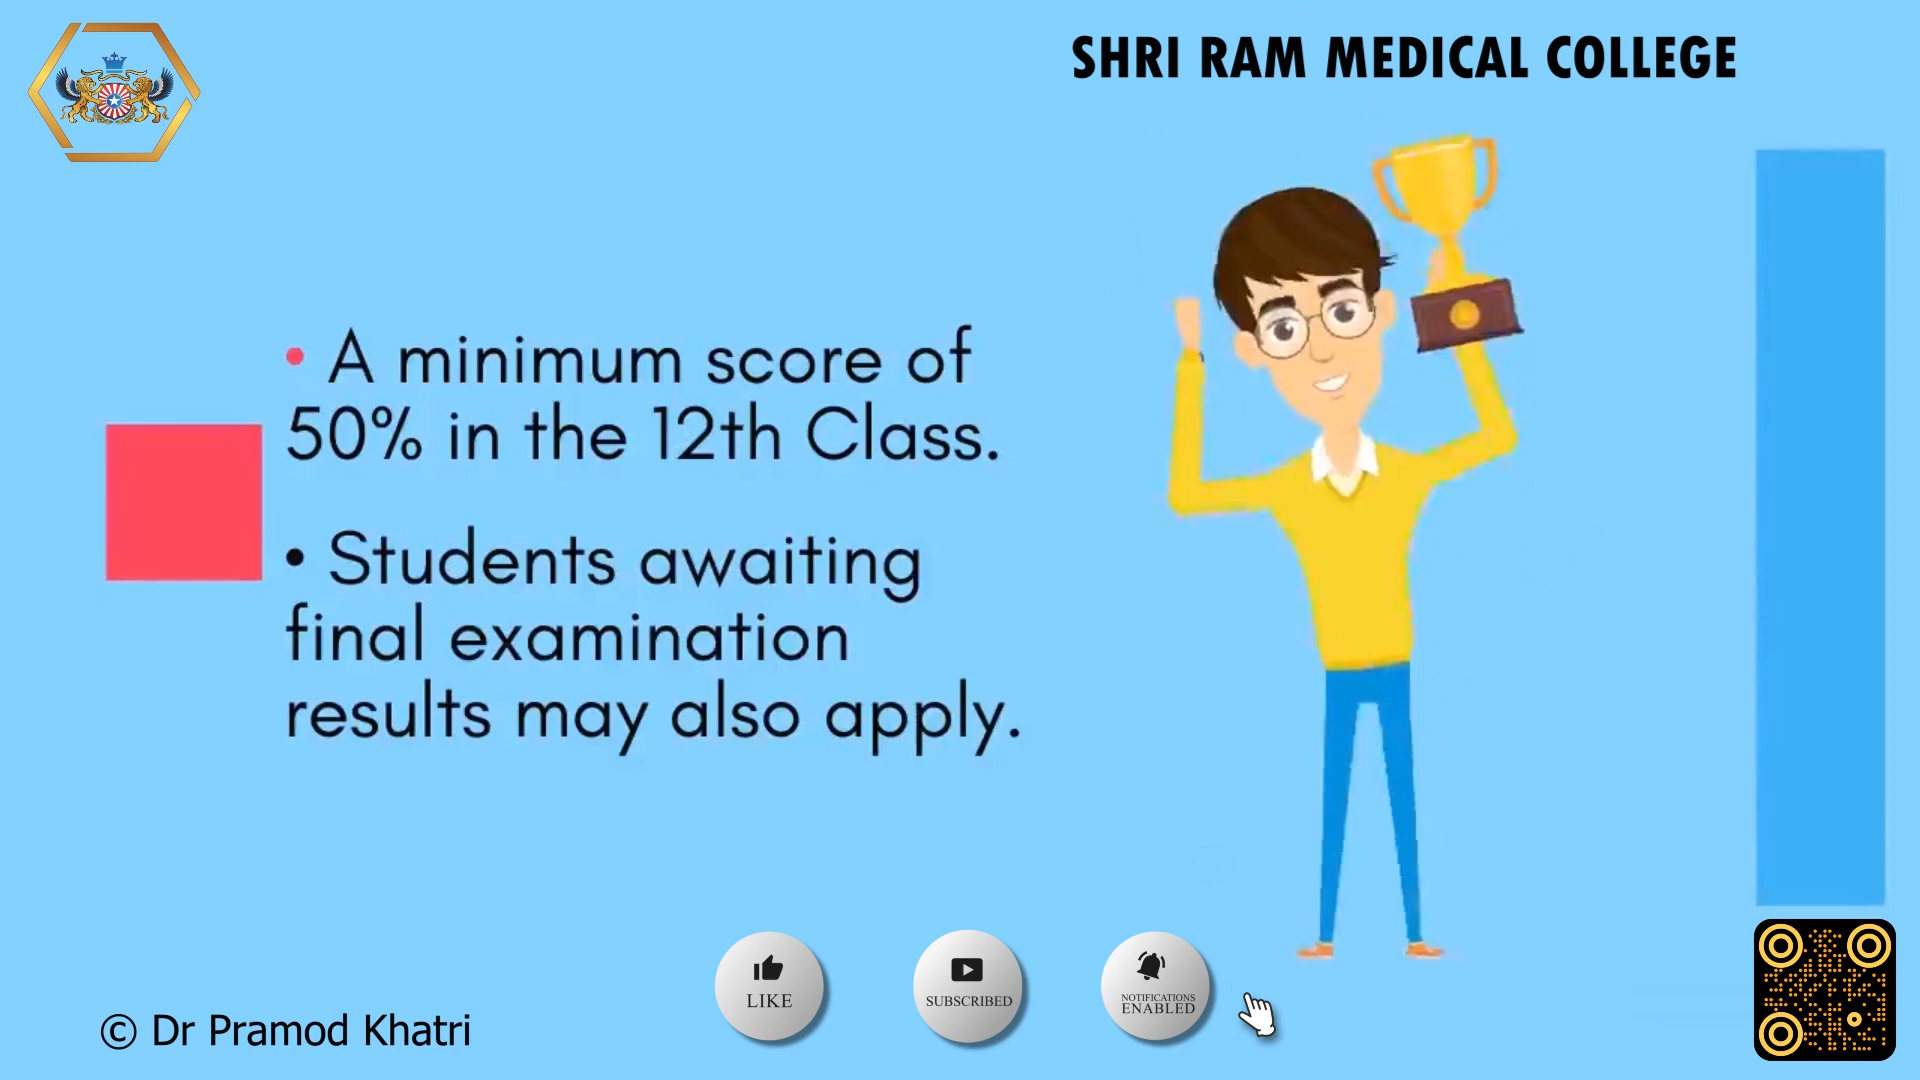 SHRI RAM MEDICAL COLLEGE
• A minimum score of
50% in the 12th Class.
• Students awaiting
final examination
results may also apply.
LIKE
SUBSCRIBED
NOTIFICATIONS
ENABLED
© Dr Pramod Khatri